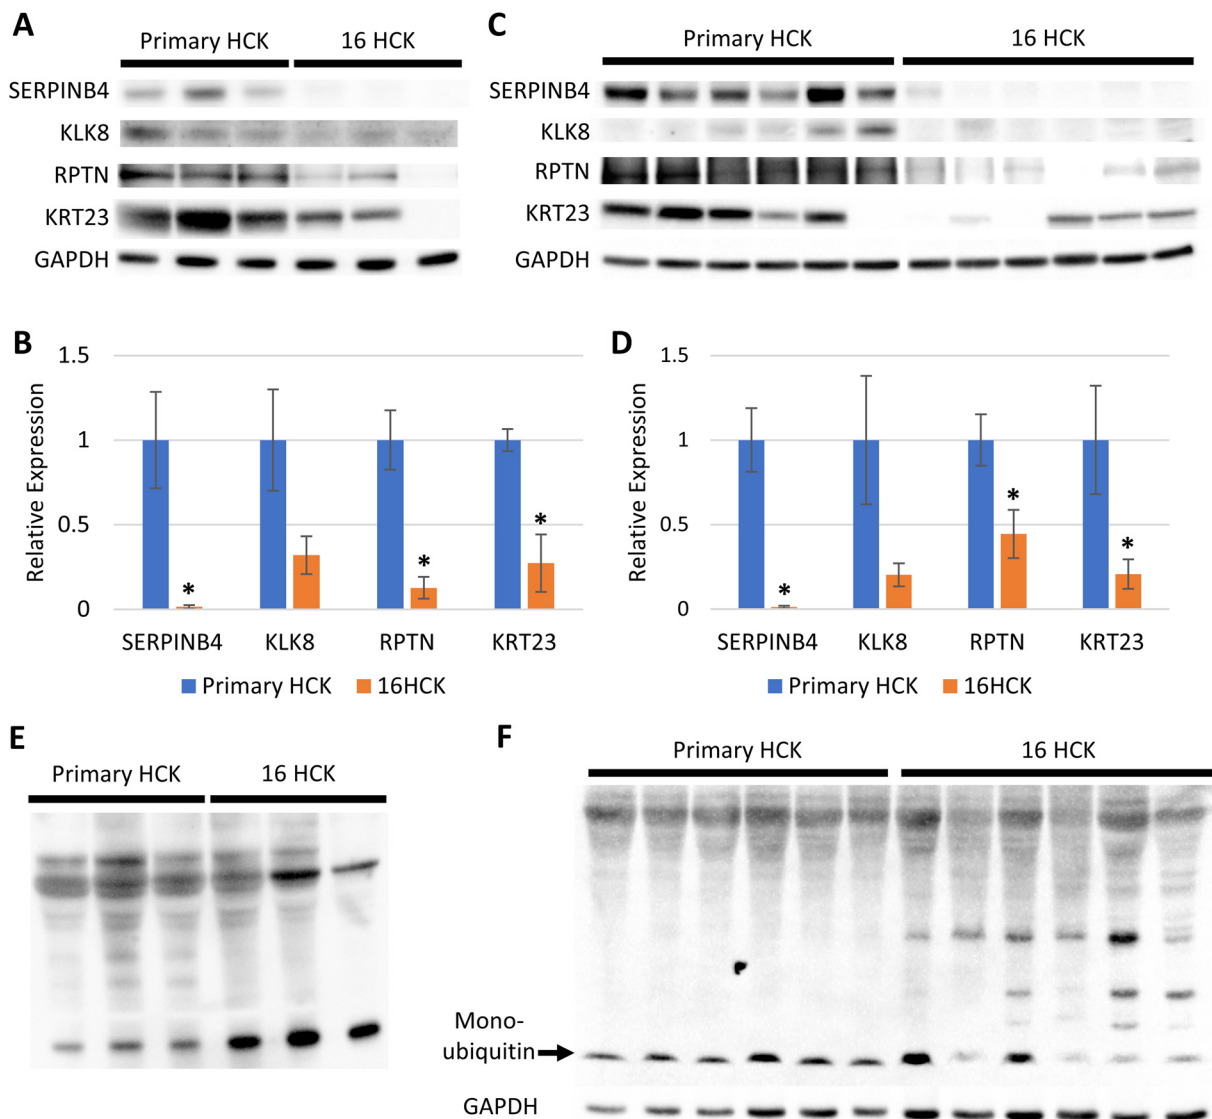 A
Primary HCK 16 HCK
SERPINB4
KLK8
RPTN
KRT23
GAPDH
C
Primary HCK 16 HCK
SERPINB4
KLK8
RPTN
KRT23
GAPDH
B
Relative Expression
1.5
1
0.5
0
* * *
SERPINB4 KLK8 RPTN KRT23
Primary HCK 16HCK
D
Relative Expression
1.5
1
0.5
0
* * *
SERPINB4 KLK8 RPTN KRT23
Primary HCK 16HCK
E
Primary HCK 16 HCK
F
Primary HCK 16 HCK
Mono-
ubiquitin
GAPDH